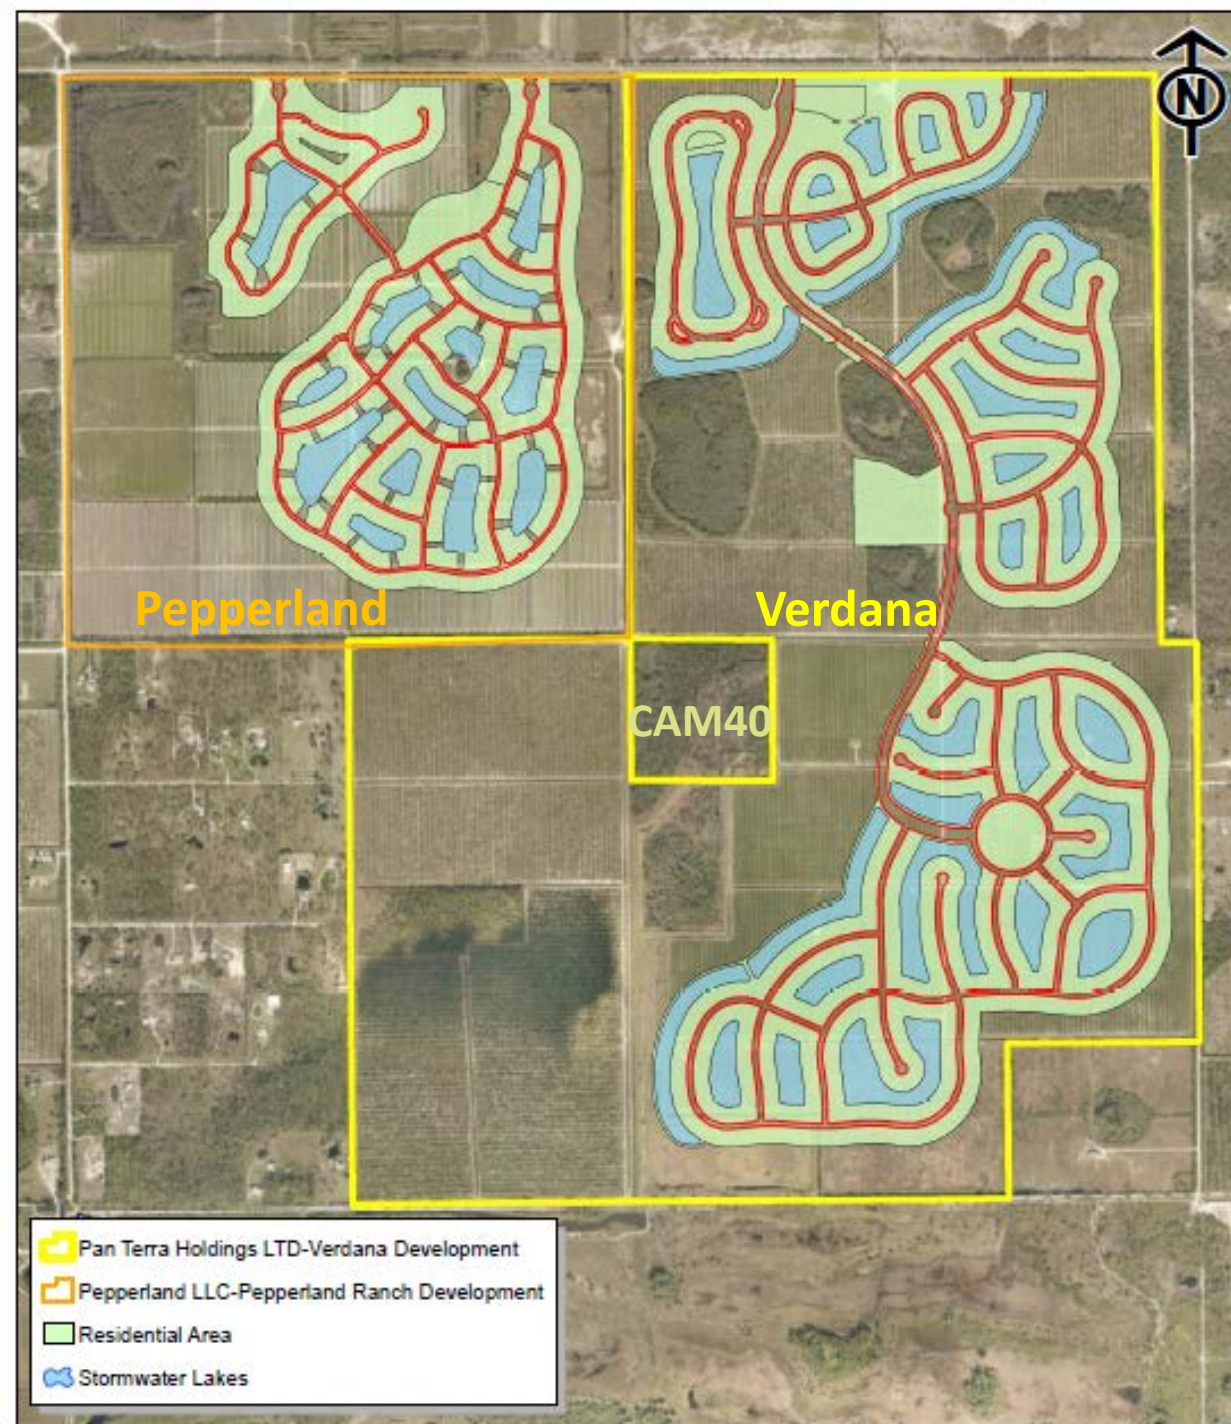 N
Pepperland
Verdana
CAM40
Pan Terra Holdings LTD-Verdana Development
Pepperland LLC-Pepperland Ranch Development
Residential Area
Stormwater Lakes